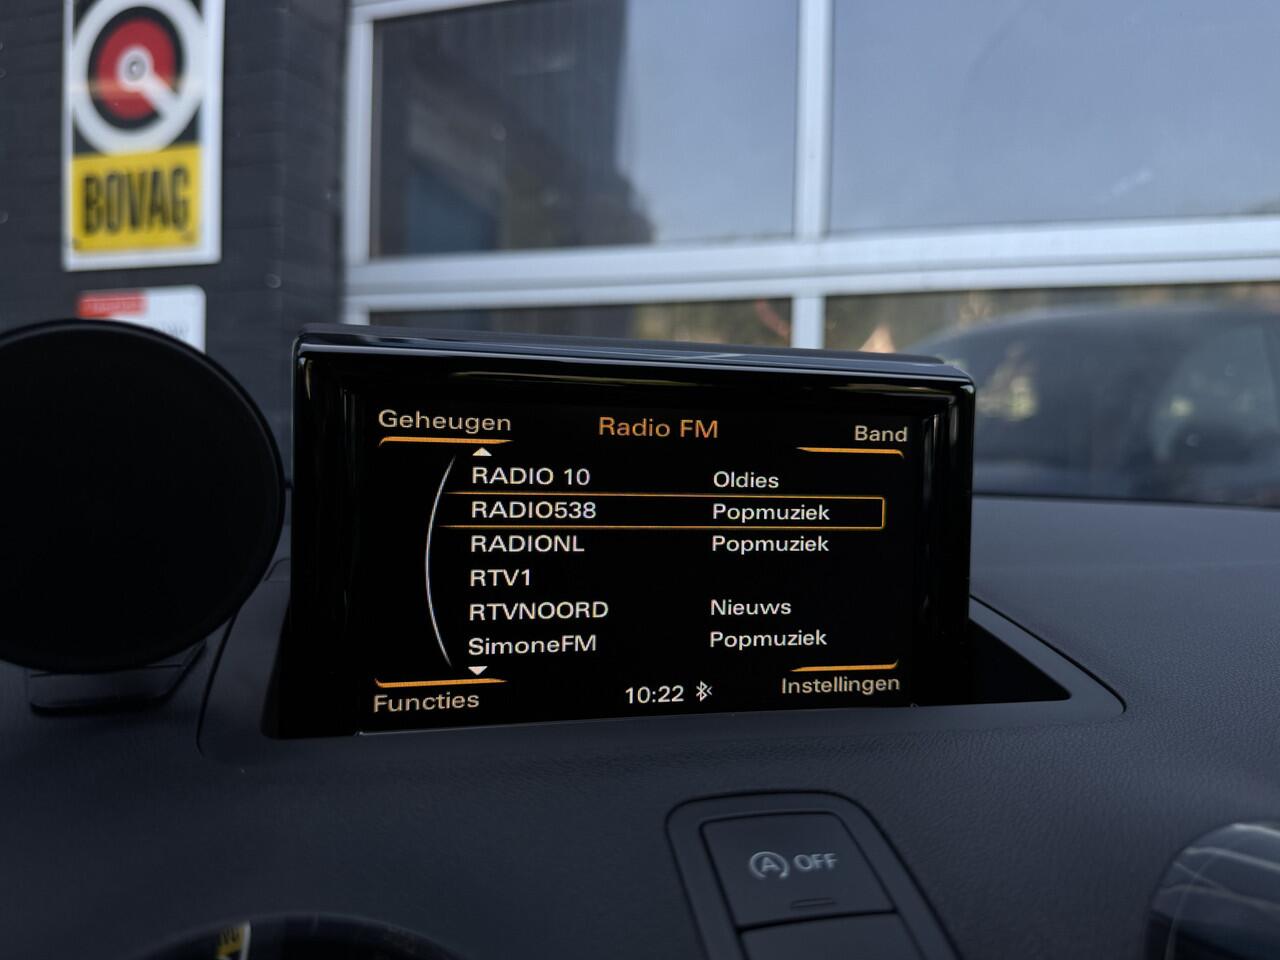 BOVAG
Geheugen Radio FM Band
RADIO 10 Oldies
RADIO538 Popmuziek
RADIONL Popmuziek
RTV1
RTVNOORD Nieuws
SimoneFM Popmuziek
Functies 10:22 Instellingen
A OFF